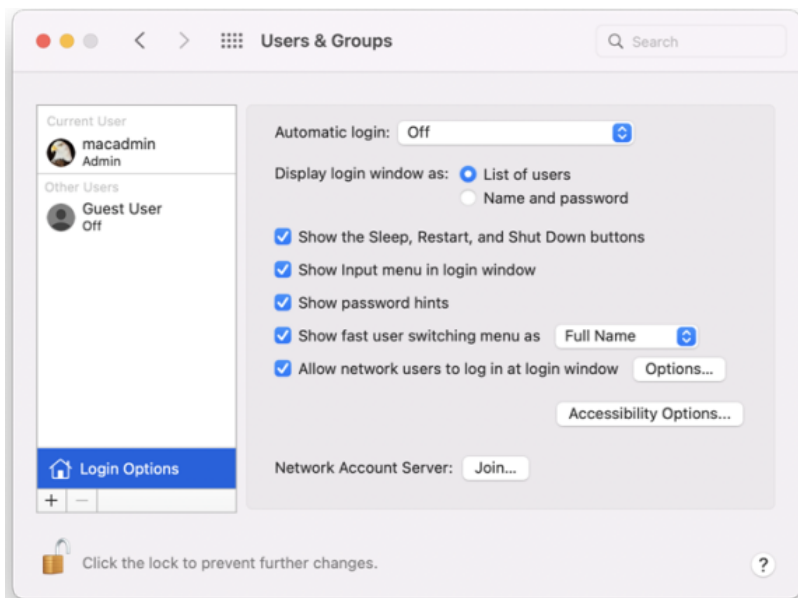 Users & Groups
Search
Current User
macadmin
Admin
Other Users
Guest User
Off
Login Options
+ −
Automatic login: Off
Display login window as: List of users
Name and password
Show the Sleep, Restart, and Shut Down buttons
Show Input menu in login window
Show password hints
Show fast user switching menu as Full Name
Allow network users to log in at login window Options...
Accessibility Options...
Network Account Server: Join...
Click the lock to prevent further changes.
?